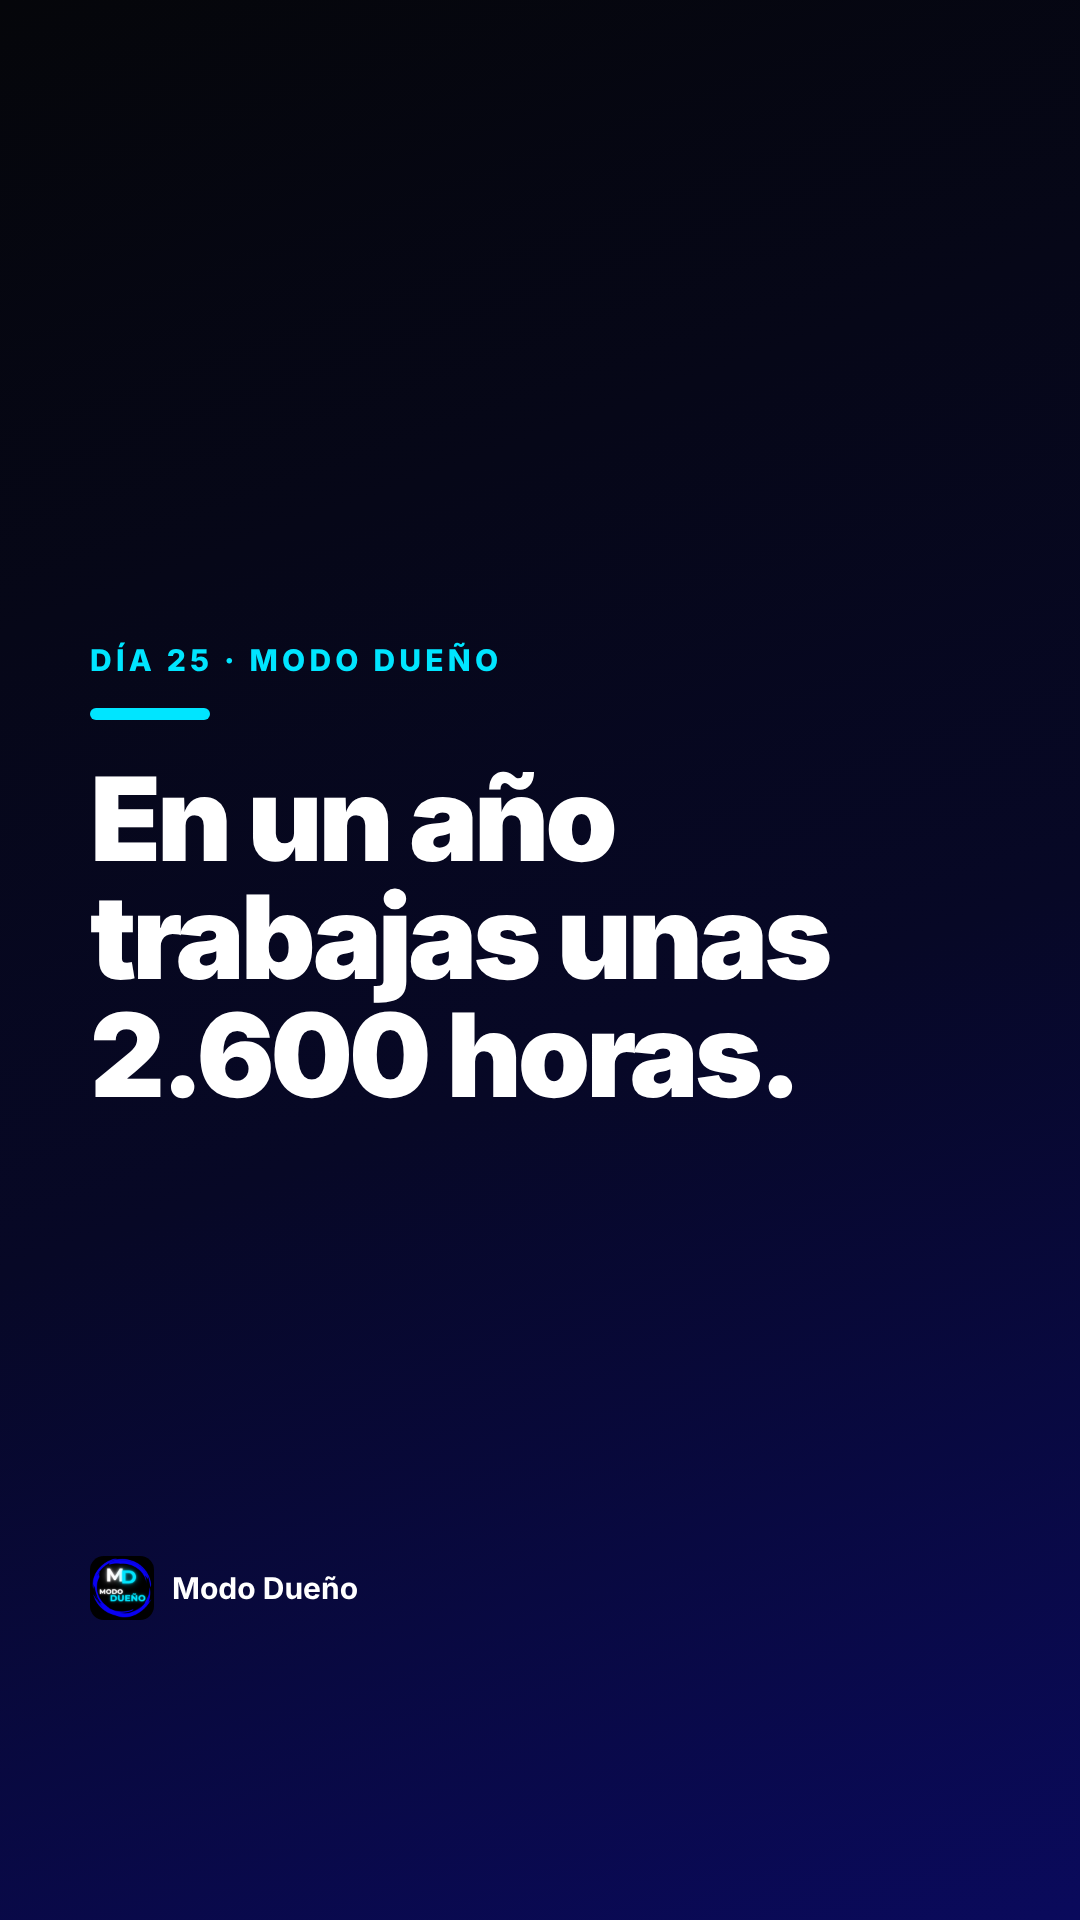 DÍA 25 · MODO DUEÑO
En un año
trabajas unas
2.600 horas.
MD
MODO
DUEÑO
Modo Dueño